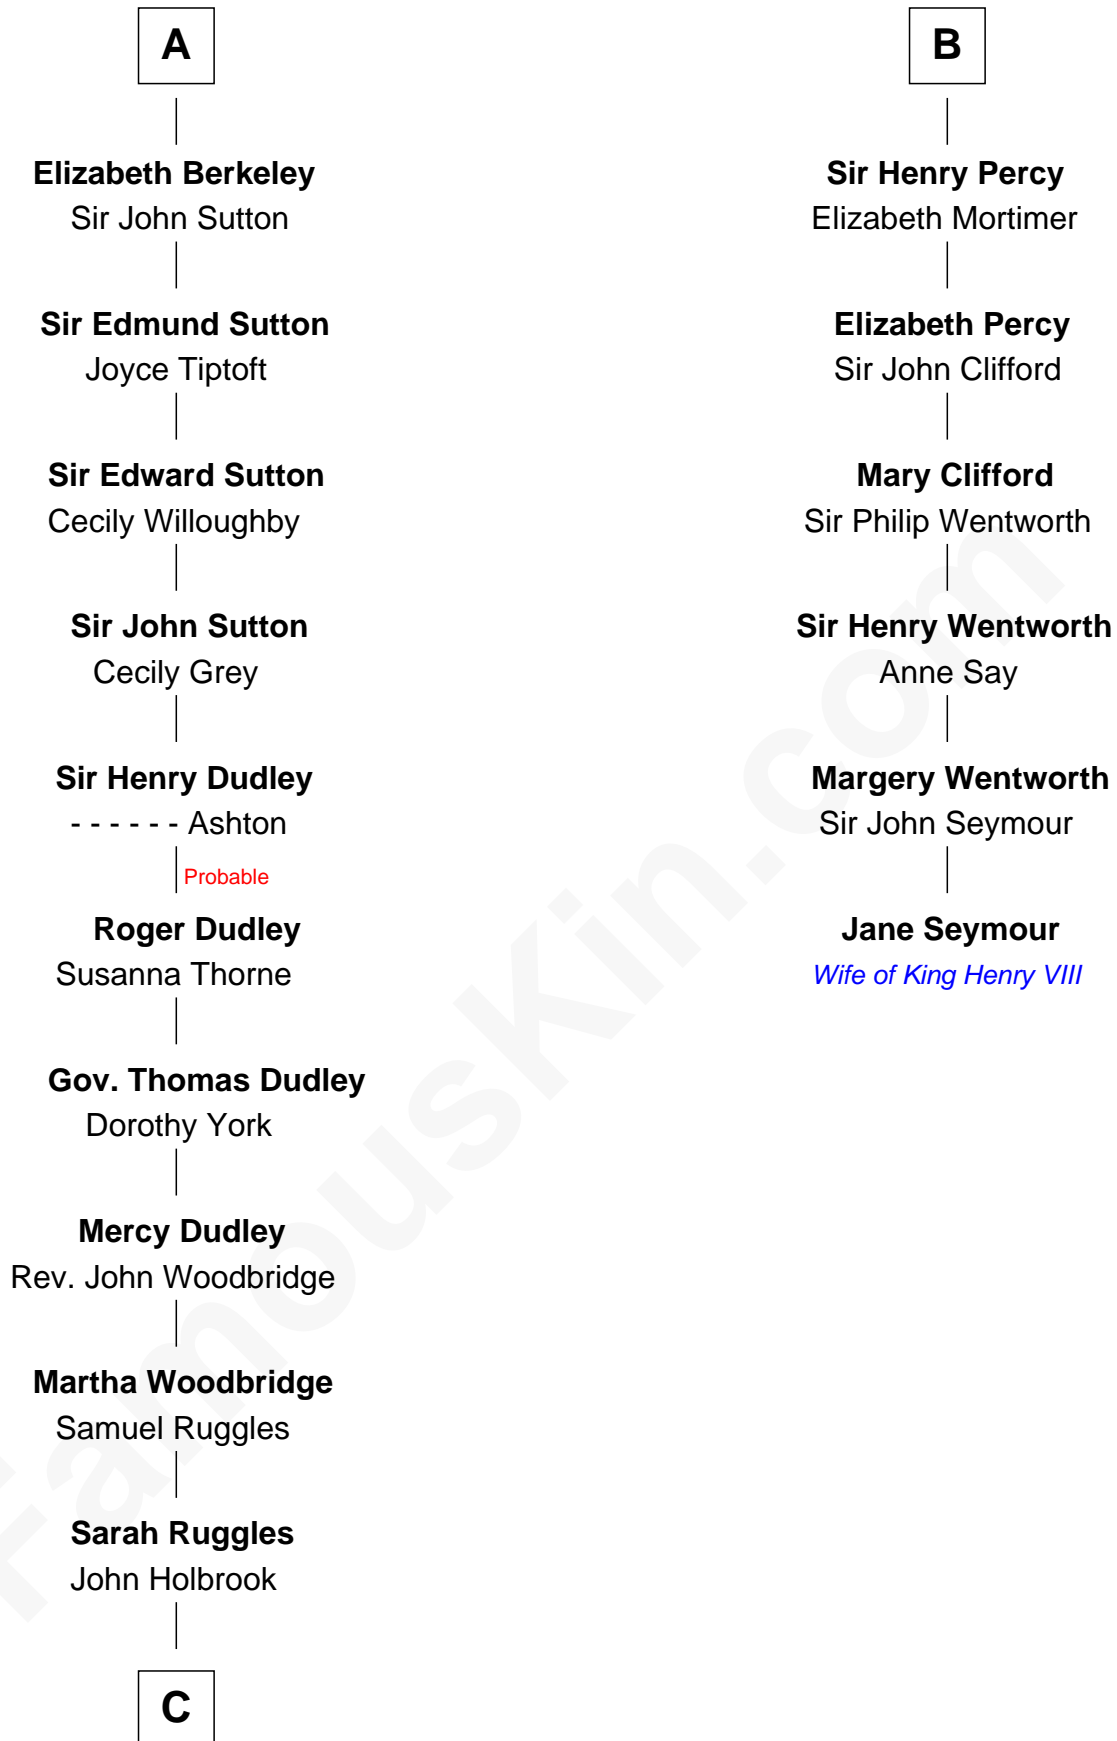 A
Elizabeth Berkeley
Sir John Sutton
Sir Edmund Sutton
Joyce Tiptoft
Sir Edward Sutton
Cecily Willoughby
Sir John Sutton
Cecily Grey
Sir Henry Dudley
- - - - - - Ashton
Probable
Roger Dudley
Susanna Thorne
Gov. Thomas Dudley
Dorothy York
Mercy Dudley
Rev. John Woodbridge
Martha Woodbridge
Samuel Ruggles
Sarah Ruggles
John Holbrook
C
B
Sir Henry Percy
Elizabeth Mortimer
Elizabeth Percy
Sir John Clifford
Mary Clifford
Sir Philip Wentworth
Sir Henry Wentworth
Anne Say
Margery Wentworth
Sir John Seymour
Jane Seymour
Wife of King Henry VIII
FamousKin.com